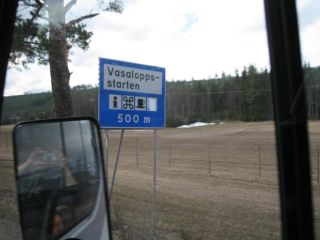 Vasalopps-
starten
i
500 m